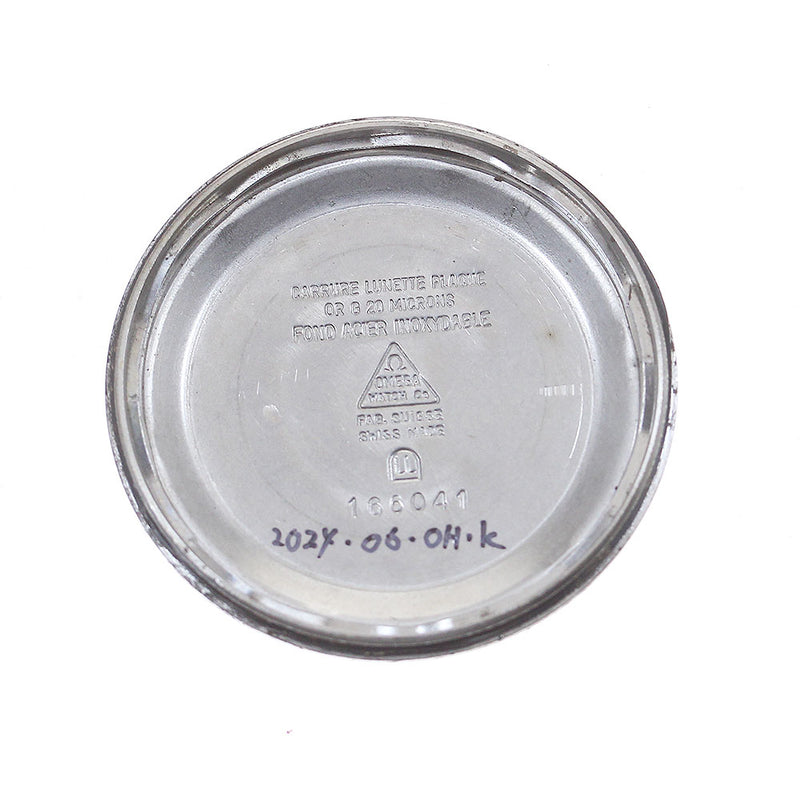 CARRURE LUNETTE PLAQUE
OR G 20 MICRONS
FOND ACIER INOXYDABLE
Ω
OMEGA
WATCH Co
FAB. SUISSE
SWISS MADE
166041
2024.06.OH.K